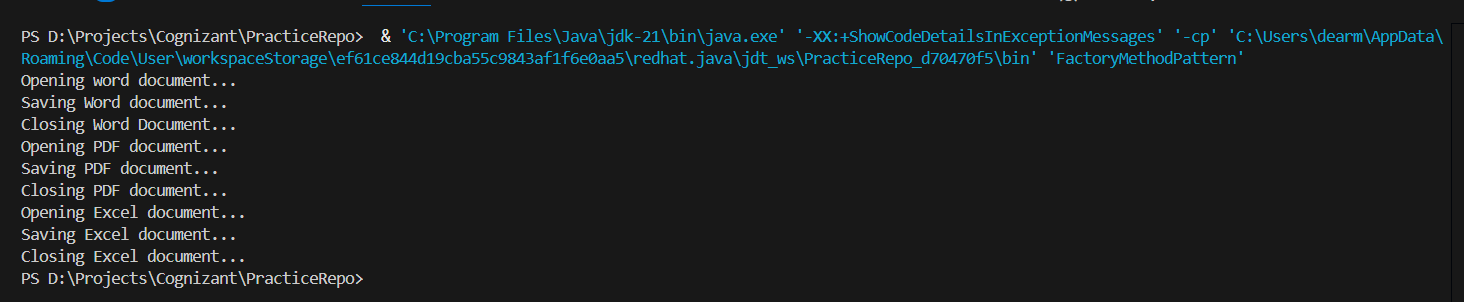 PS D:\Projects\Cognizant\PracticeRepo>  & 'C:\Program Files\Java\jdk-21\bin\java.exe' '-XX:+ShowCodeDetailsInExceptionMessages' '-cp' 'C:\Users\dearm\AppData\
Roaming\Code\User\workspaceStorage\ef61ce844d19cba55c9843af1f6e0aa5\redhat.java\jdt_ws\PracticeRepo_d70470f5\bin' 'FactoryMethodPattern'
Opening word document...
Saving Word document...
Closing Word Document...
Opening PDF document...
Saving PDF document...
Closing PDF document...
Opening Excel document...
Saving Excel document...
Closing Excel document...
PS D:\Projects\Cognizant\PracticeRepo>